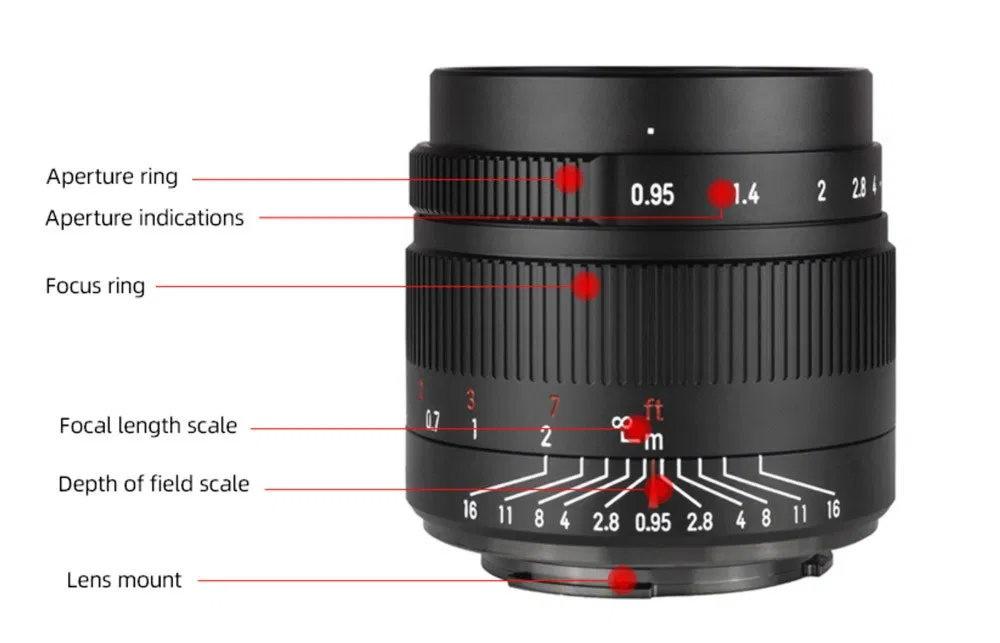 Aperture ring
0.95 1.4 2 2.8 4
Aperture indications
Focus ring
3 7 ft
0.7 1 2 ∞ m
Focal length scale
Depth of field scale
16 11 8 4 2.8 0.95 2.8 4 8 11 16
Lens mount